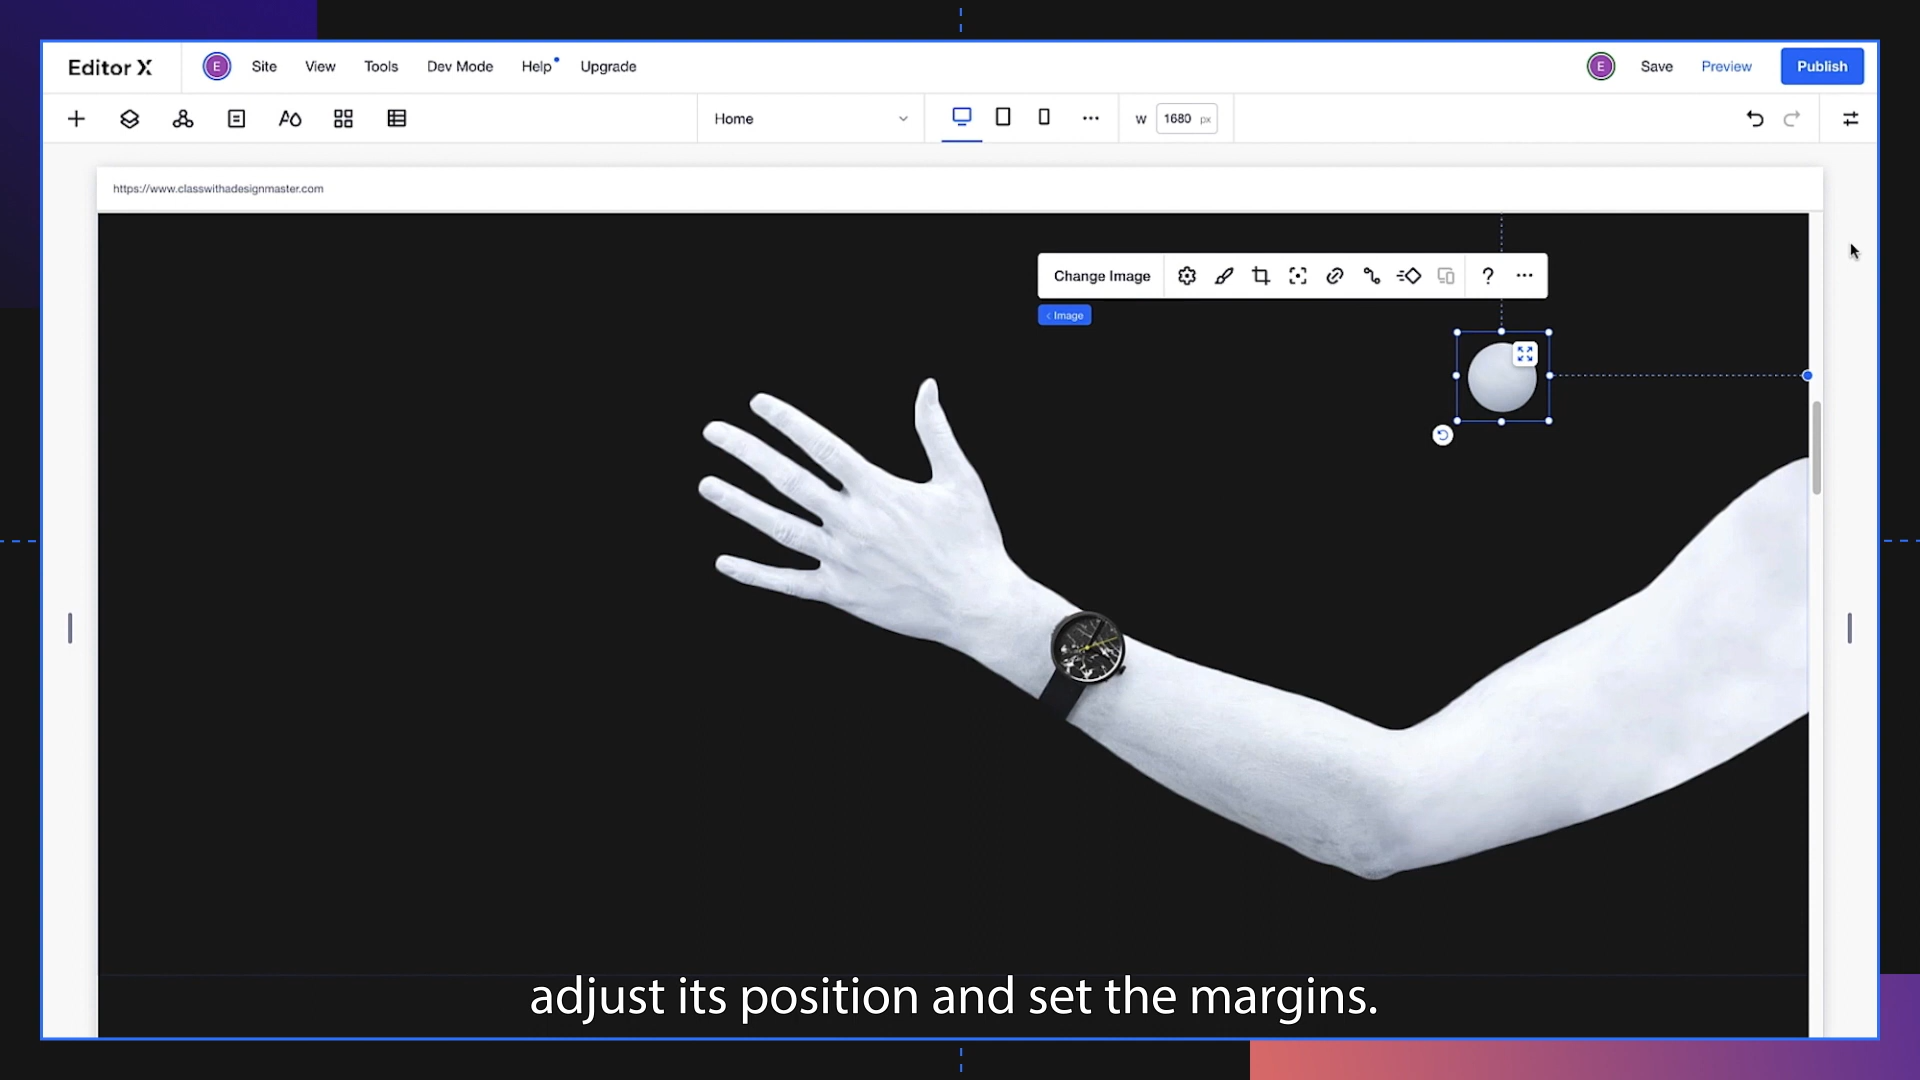 Editor X
E
Site
View
Tools
Dev Mode
Help
Upgrade
E
Save
Preview
Publish
Home
W
1680 px
https://www.classwithadesignmaster.com
Change Image
?
< Image
adjust its position and set the margins.